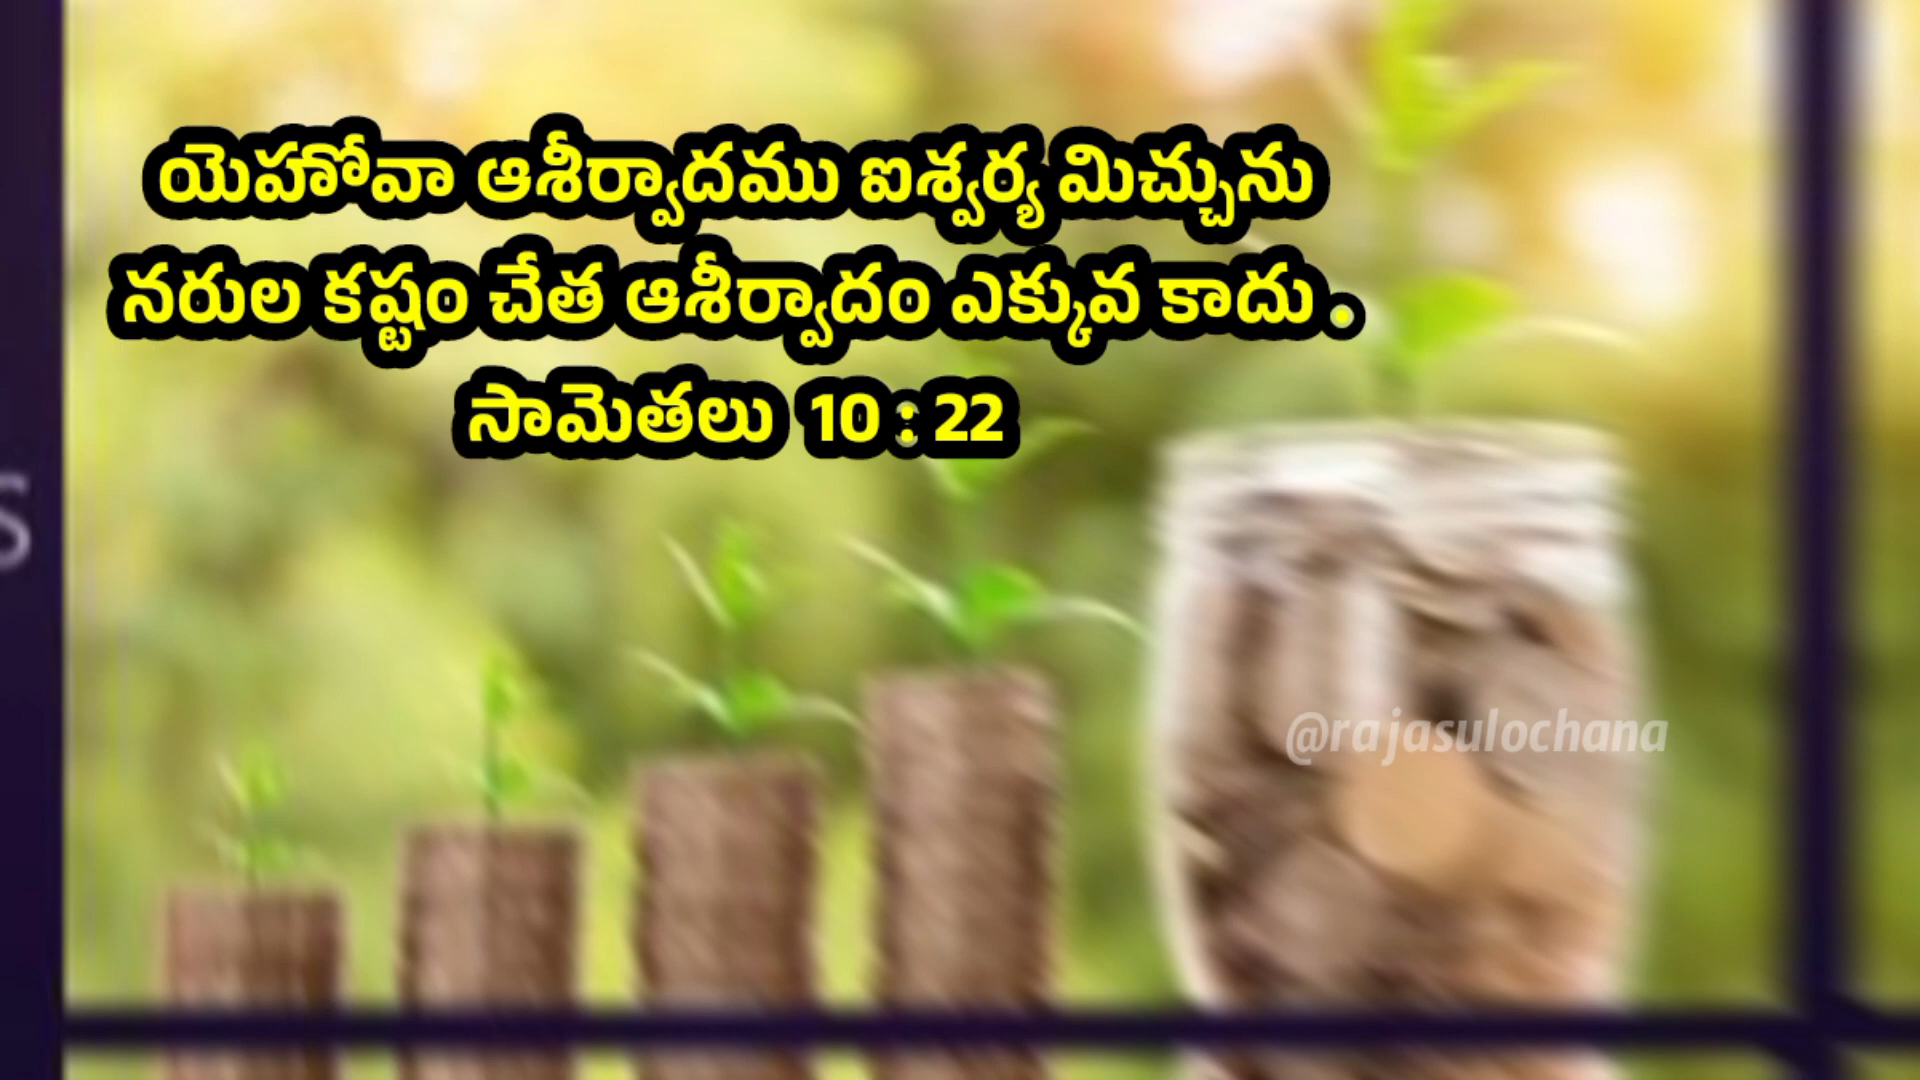 యెహోవా ఆశీర్వాదము ఐశ్వర్య మిచ్చును
నరుల కష్టం చేత ఆశీర్వాదం ఎక్కువ కాదు.
సామెతలు 10 : 22
@rajasulochana
S